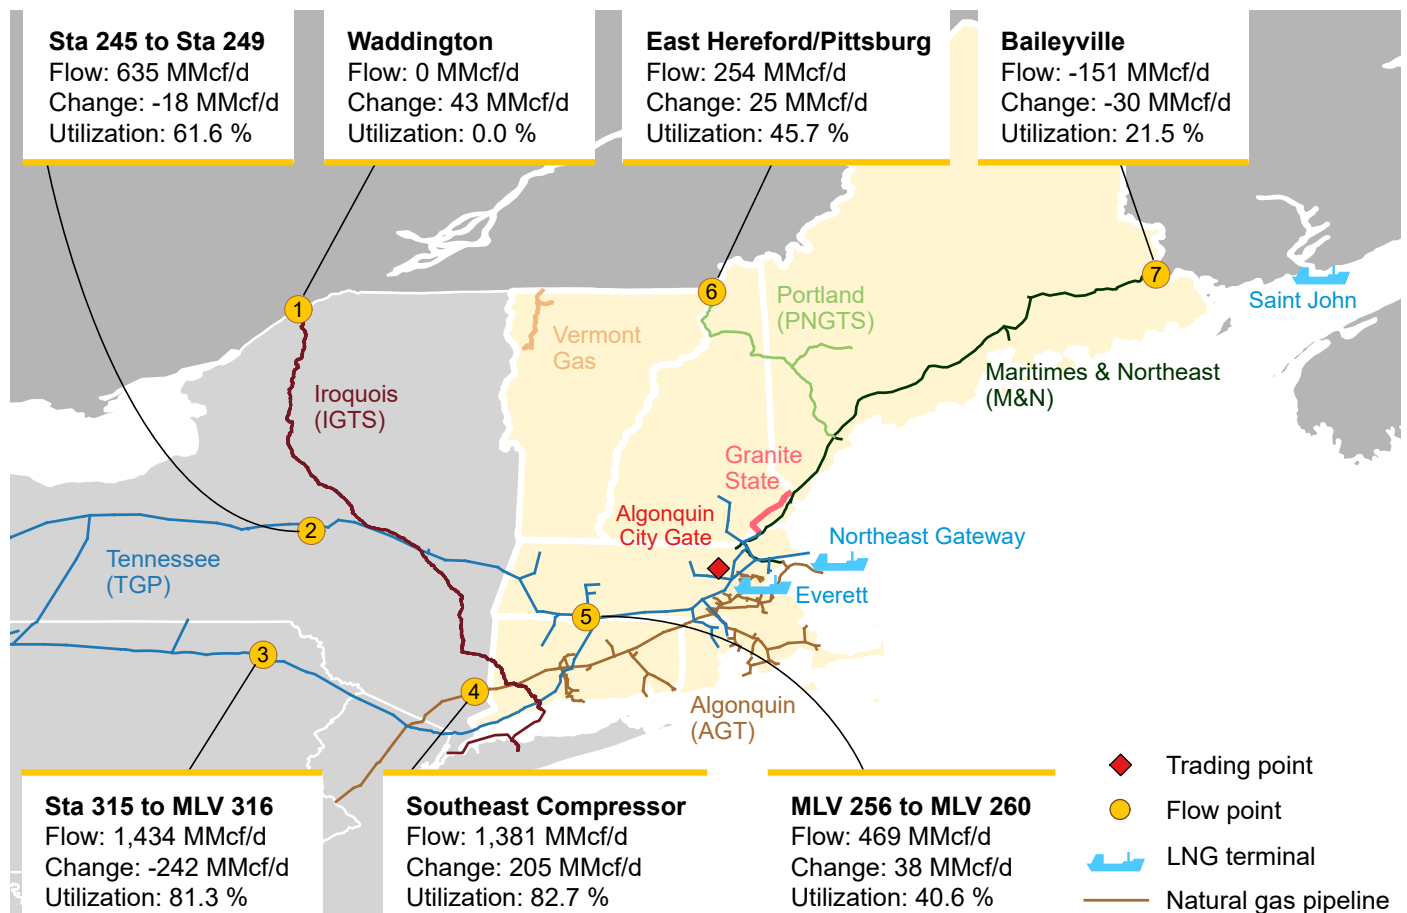 Sta 245 to Sta 249
Flow: 635 MMcf/d
Change: -18 MMcf/d
Utilization: 61.6 %
Waddington
Flow: 0 MMcf/d
Change: 43 MMcf/d
Utilization: 0.0 %
East Hereford/Pittsburg
Flow: 254 MMcf/d
Change: 25 MMcf/d
Utilization: 45.7 %
Baileyville
Flow: -151 MMcf/d
Change: -30 MMcf/d
Utilization: 21.5 %
1
6
7
Saint John
Portland
(PNGTS)
Vermont
Gas
Iroquois
(IGTS)
Maritimes & Northeast
(M&N)
Granite
State
Algonquin
City Gate
2
Northeast Gateway
Tennessee
(TGP)
Everett
5
3
4
Algonquin
(AGT)
Sta 315 to MLV 316
Flow: 1,434 MMcf/d
Change: -242 MMcf/d
Utilization: 81.3 %
Southeast Compressor
Flow: 1,381 MMcf/d
Change: 205 MMcf/d
Utilization: 82.7 %
MLV 256 to MLV 260
Flow: 469 MMcf/d
Change: 38 MMcf/d
Utilization: 40.6 %
Trading point
Flow point
LNG terminal
Natural gas pipeline